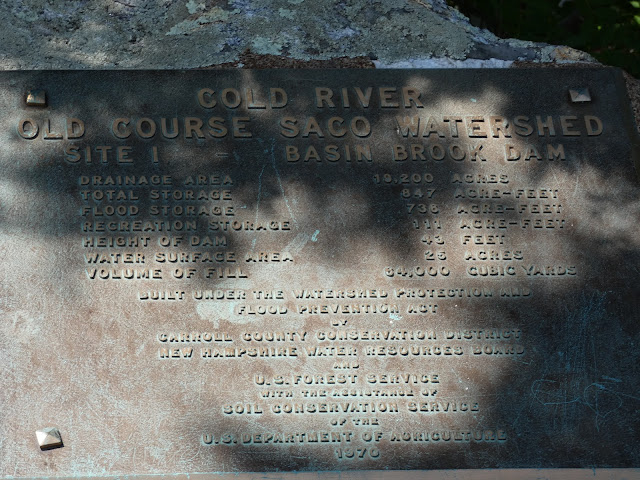 COLD RIVER
OLD COURSE SACO WATERSHED
SITE 1 - BASIN BROOK DAM
DRAINAGE AREA 19,200 ACRES
TOTAL STORAGE 847 ACRE-FEET
FLOOD STORAGE 736 ACRE-FEET
RECREATION STORAGE 111 ACRE-FEET
HEIGHT OF DAM 43 FEET
WATER SURFACE AREA 25 ACRES
VOLUME OF FILL 64,000 CUBIC YARDS
BUILT UNDER THE WATERSHED PROTECTION AND
FLOOD PREVENTION ACT
BY
CARROLL COUNTY CONSERVATION DISTRICT
NEW HAMPSHIRE WATER RESOURCES BOARD
AND
U.S. FOREST SERVICE
WITH THE ASSISTANCE OF
SOIL CONSERVATION SERVICE
OF THE
U.S. DEPARTMENT OF AGRICULTURE
1970